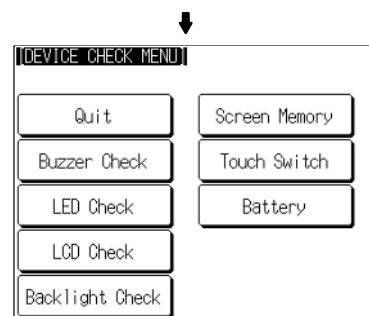 [DEVICE CHECK MENU]
Quit
Screen Memory
Buzzer Check
Touch Switch
LED Check
Battery
LCD Check
Backlight Check